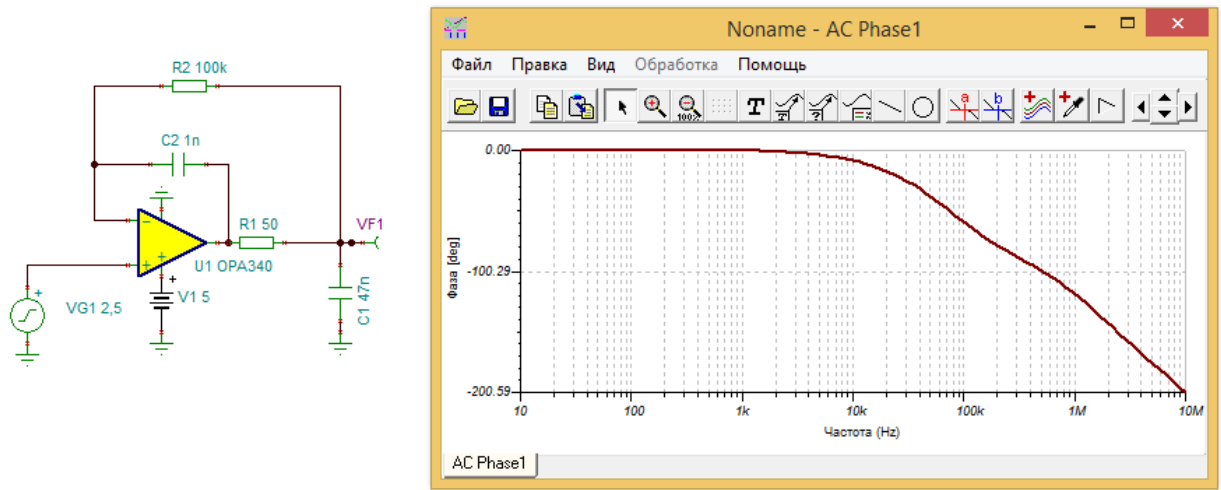 R2 100k
C2 1n
R1 50
VF1
U1 OPA340
V1 5
VG1 2,5
C1 47n
Noname - AC Phase1
Файл Правка Вид Обработка Помощь
100%
T
a
b
0.00
-100.29
-200.59
Фаза [deg]
10 100 1k 10k 100k 1M 10M
Частота (Hz)
AC Phase1